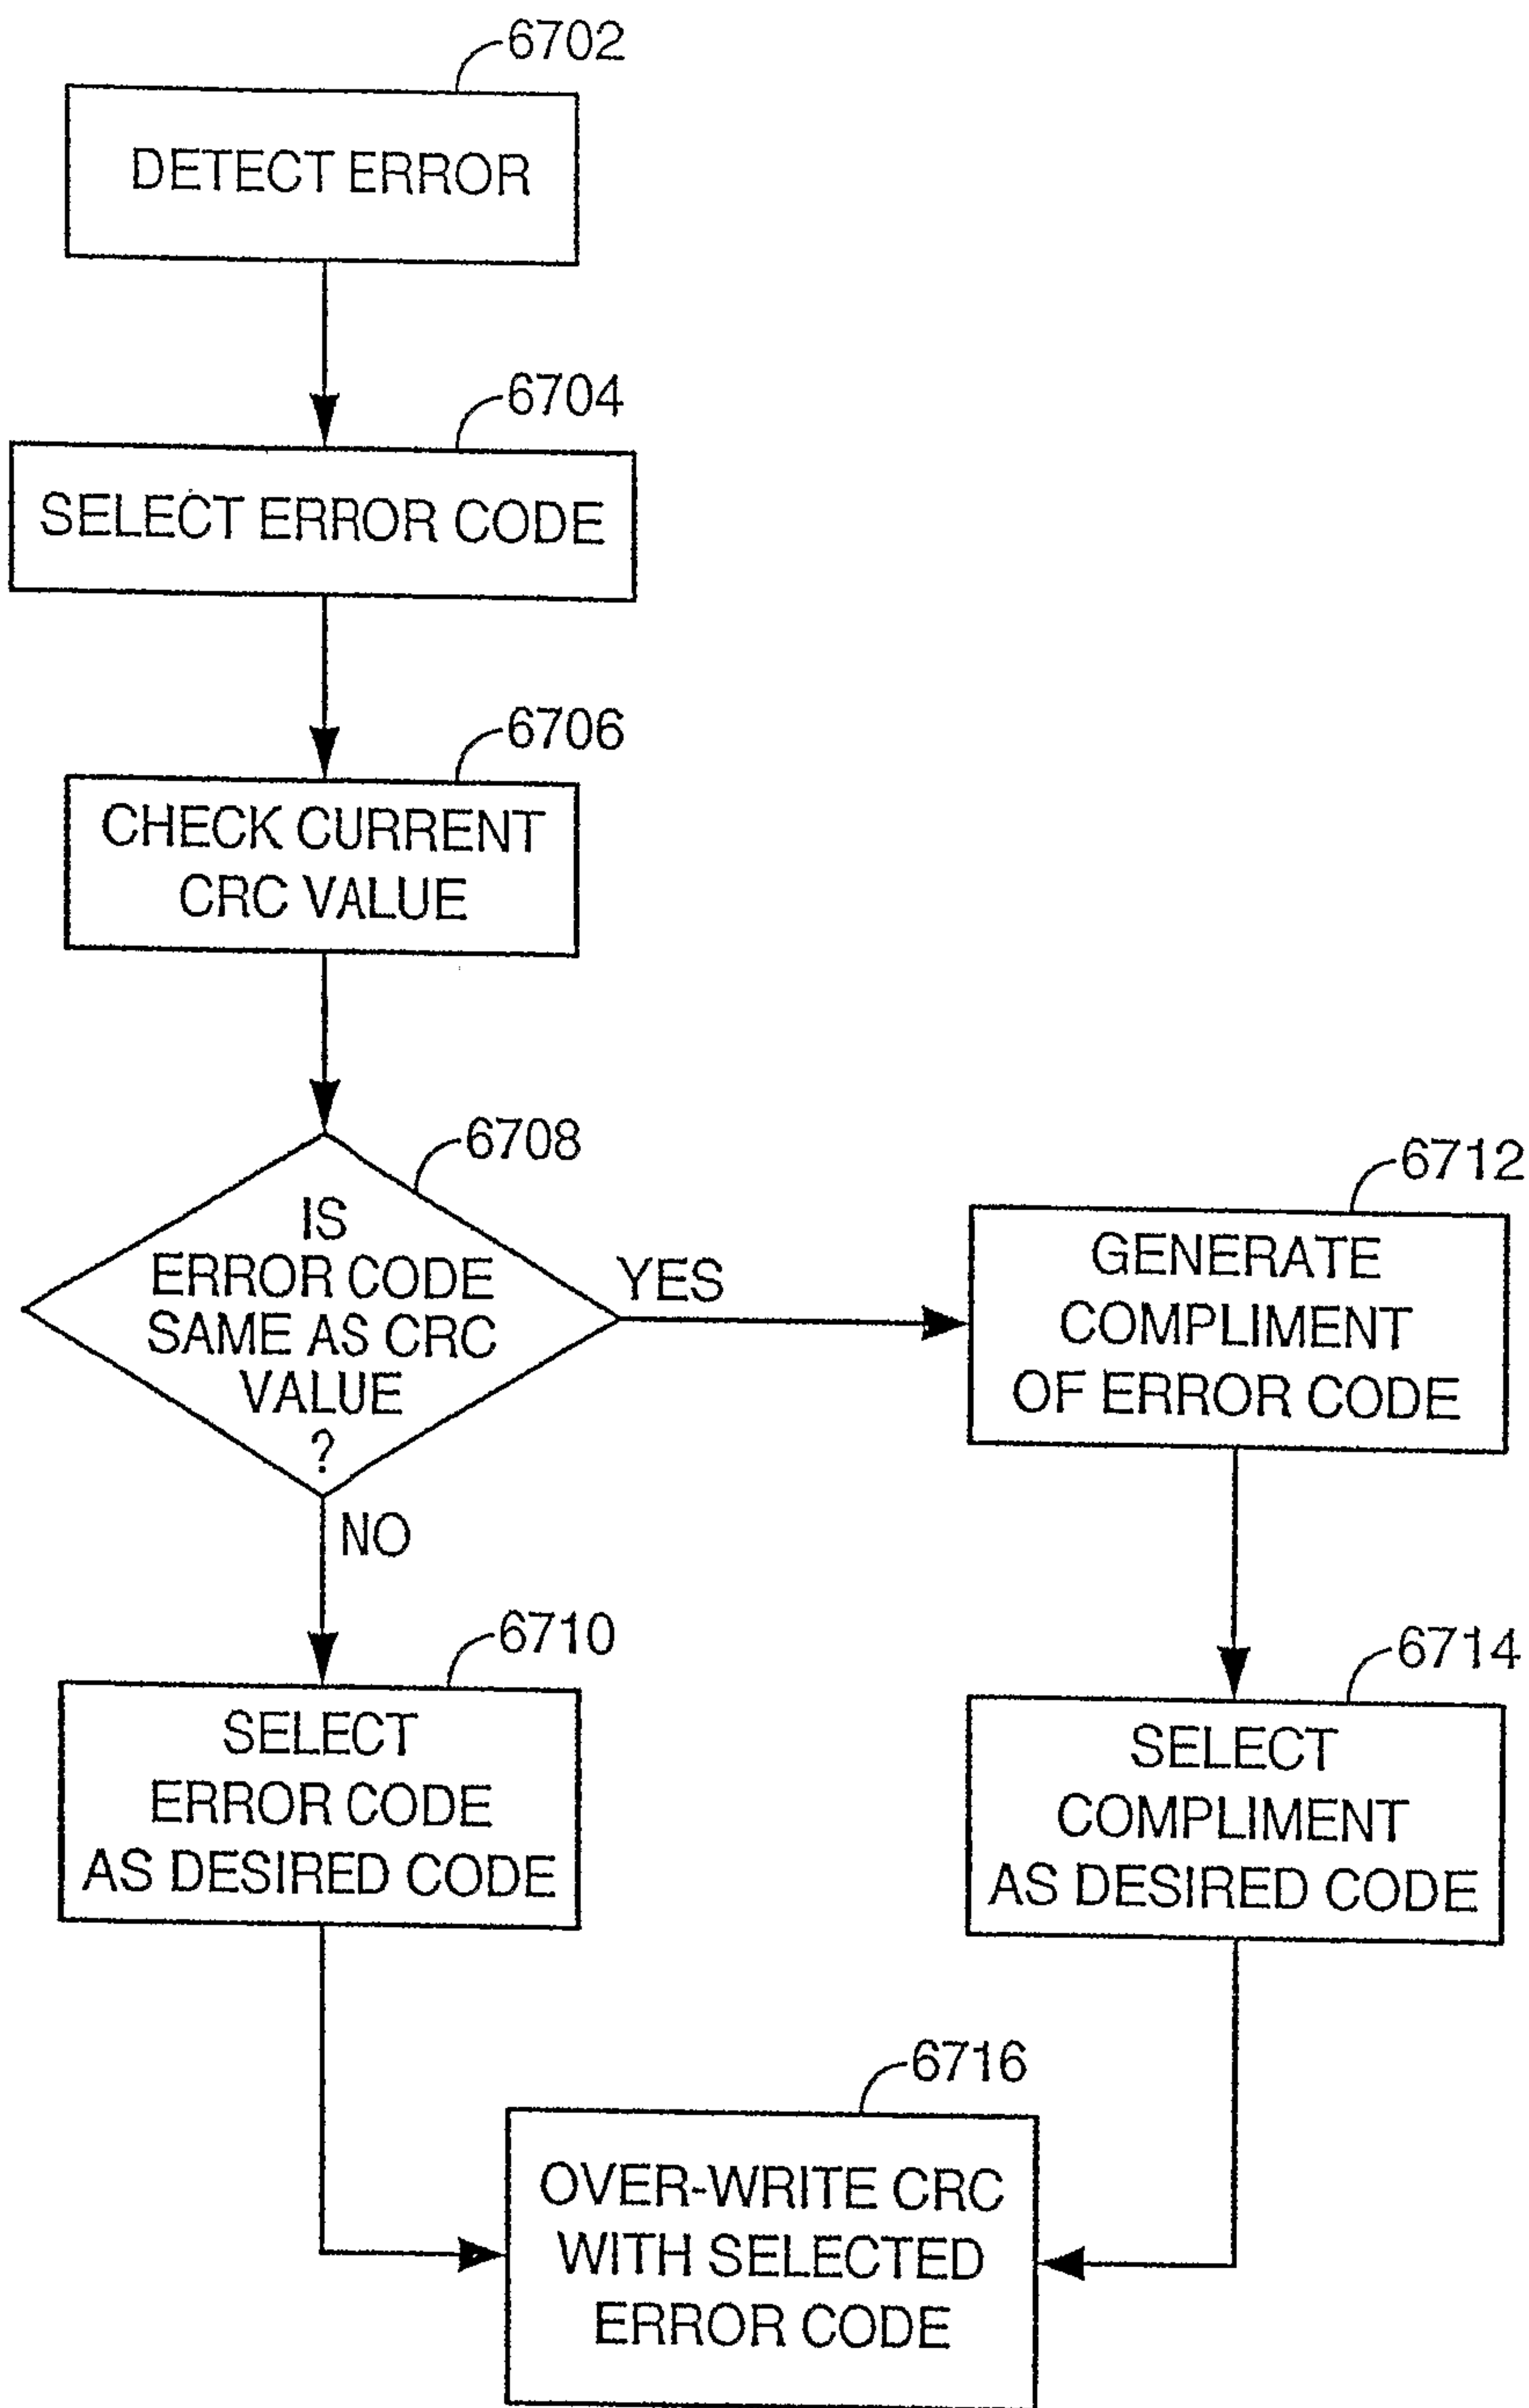 6702
DETECT ERROR
6704
SELECT ERROR CODE
6706
CHECK CURRENT
CRC VALUE
6708
IS
ERROR CODE
SAME AS CRC
VALUE
?
YES
NO
6712
GENERATE
COMPLIMENT
OF ERROR CODE
6710
SELECT
ERROR CODE
AS DESIRED CODE
6714
SELECT
COMPLIMENT
AS DESIRED CODE
6716
OVER-WRITE CRC
WITH SELECTED
ERROR CODE